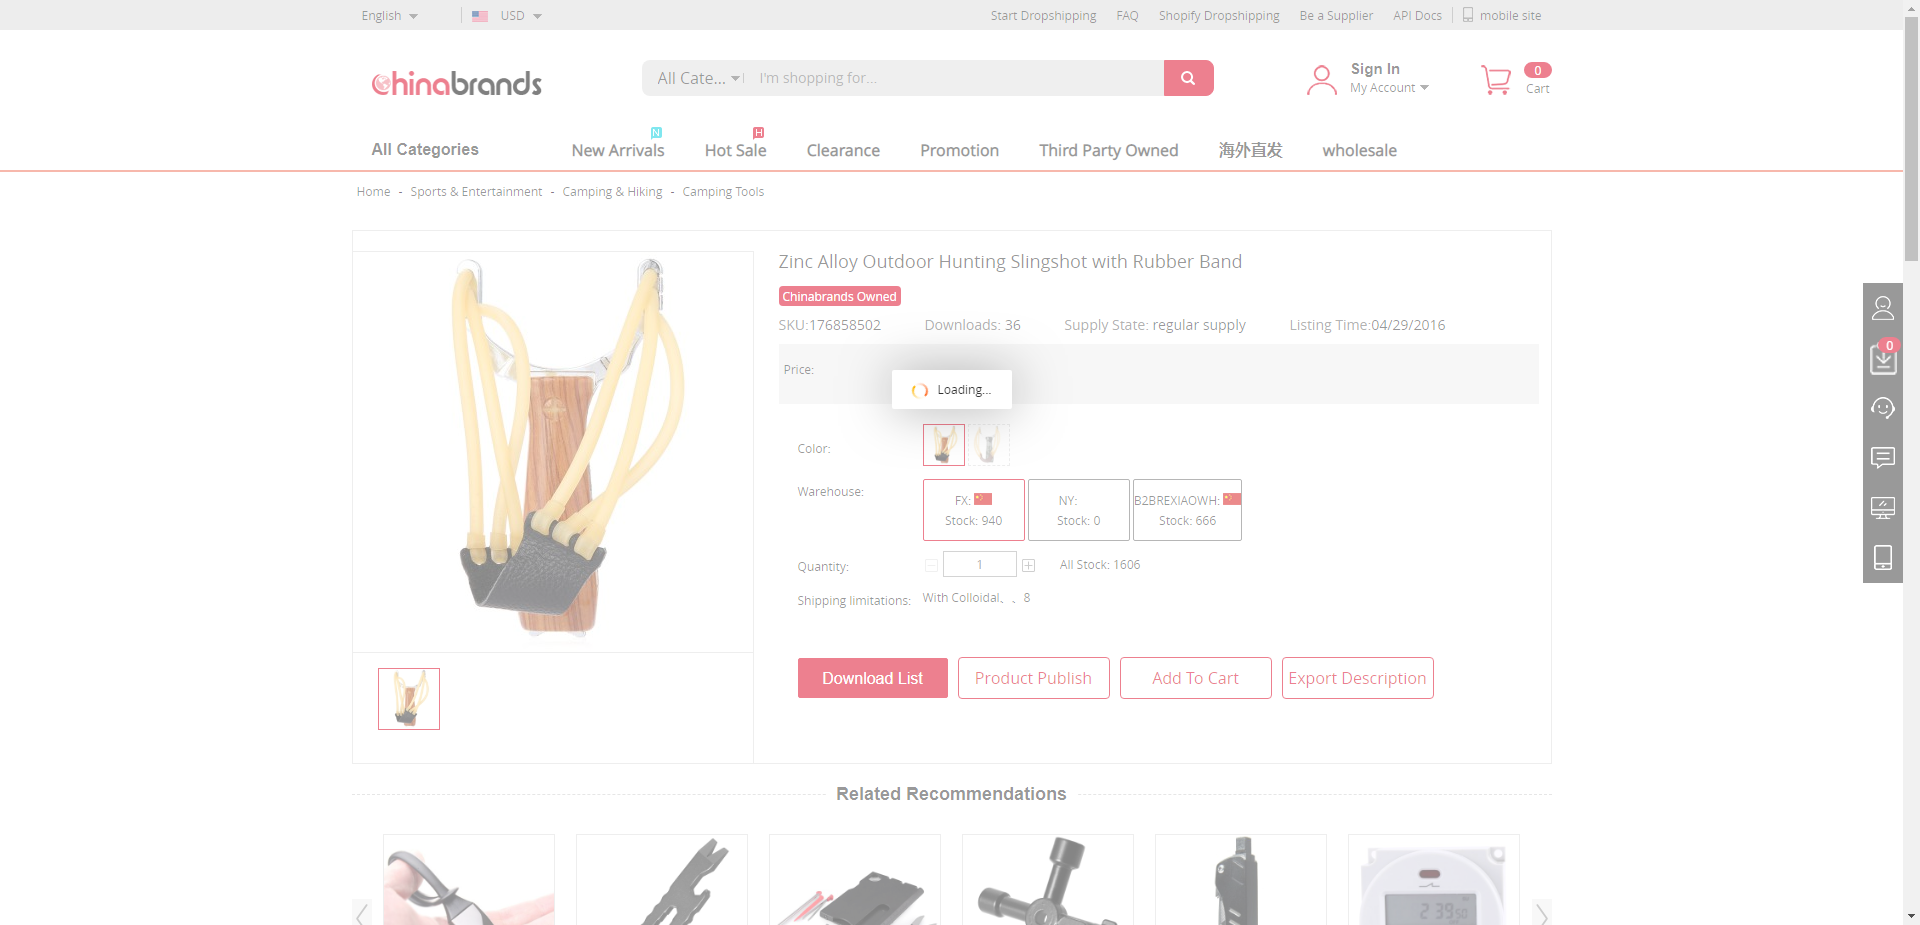 English
USD
Start Dropshipping
FAQ
Shopify Dropshipping
Be a Supplier
API Docs
mobile site
chinabrands
All Cate...
I'm shopping for...
Sign In
My Account
0
Cart
All Categories
New Arrivals
N
Hot Sale
H
Clearance
Promotion
Third Party Owned
海外直发
wholesale
Home - Sports & Entertainment - Camping & Hiking - Camping Tools
Zinc Alloy Outdoor Hunting Slingshot with Rubber Band
Chinabrands Owned
SKU:176858502
Downloads: 36
Supply State: regular supply
Listing Time:04/29/2016
Price:
Loading...
Color:
Warehouse:
FX:
Stock: 940
NY:
Stock: 0
B2BREXIAOWH:
Stock: 666
Quantity:
1
All Stock: 1606
Shipping limitations:
With Colloidal、、8
Download List
Product Publish
Add To Cart
Export Description
0
Related Recommendations